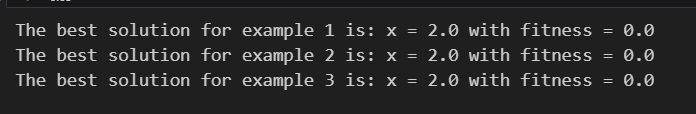 The best solution for example 1 is: x = 2.0 with fitness = 0.0
The best solution for example 2 is: x = 2.0 with fitness = 0.0
The best solution for example 3 is: x = 2.0 with fitness = 0.0